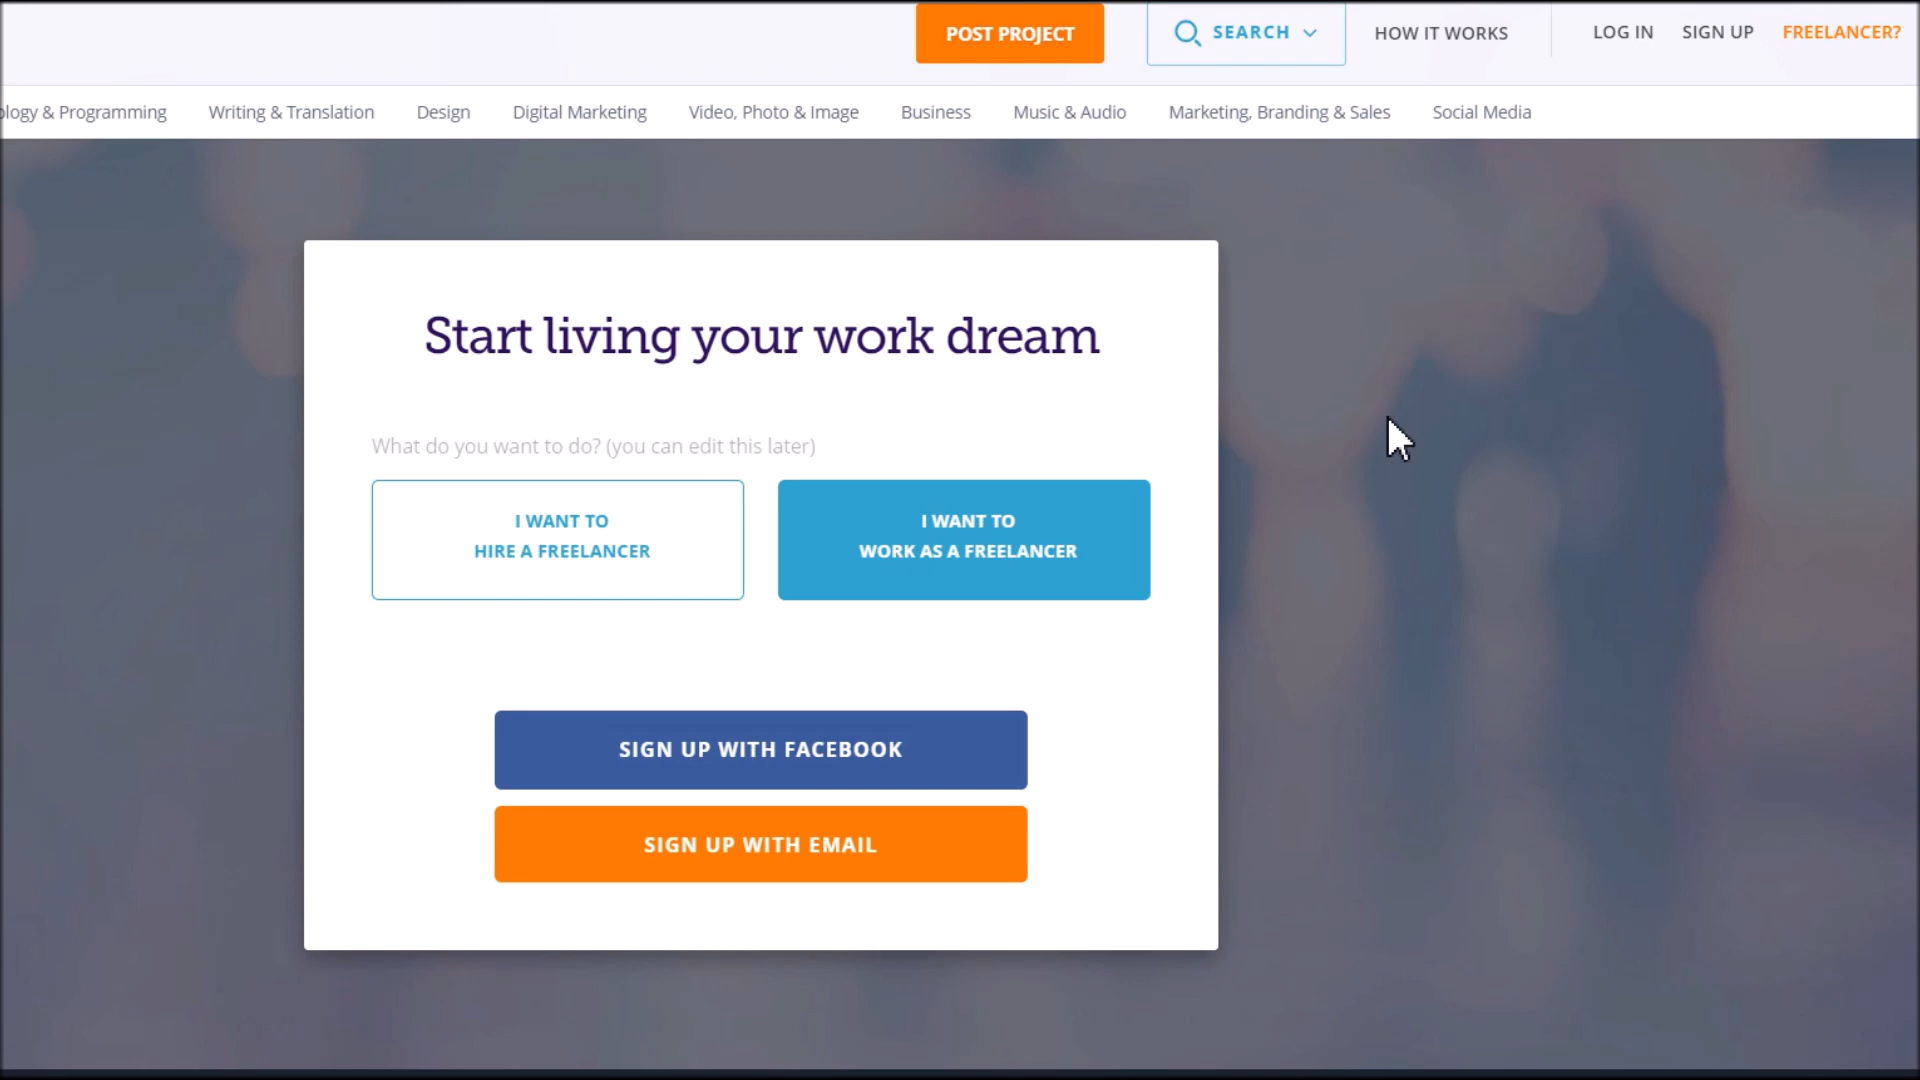 POST PROJECT
SEARCH
HOW IT WORKS
LOG IN
SIGN UP
FREELANCER?
ology & Programming
Writing & Translation
Design
Digital Marketing
Video, Photo & Image
Business
Music & Audio
Marketing, Branding & Sales
Social Media
Start living your work dream
What do you want to do? (you can edit this later)
I WANT TO
HIRE A FREELANCER
I WANT TO
WORK AS A FREELANCER
SIGN UP WITH FACEBOOK
SIGN UP WITH EMAIL